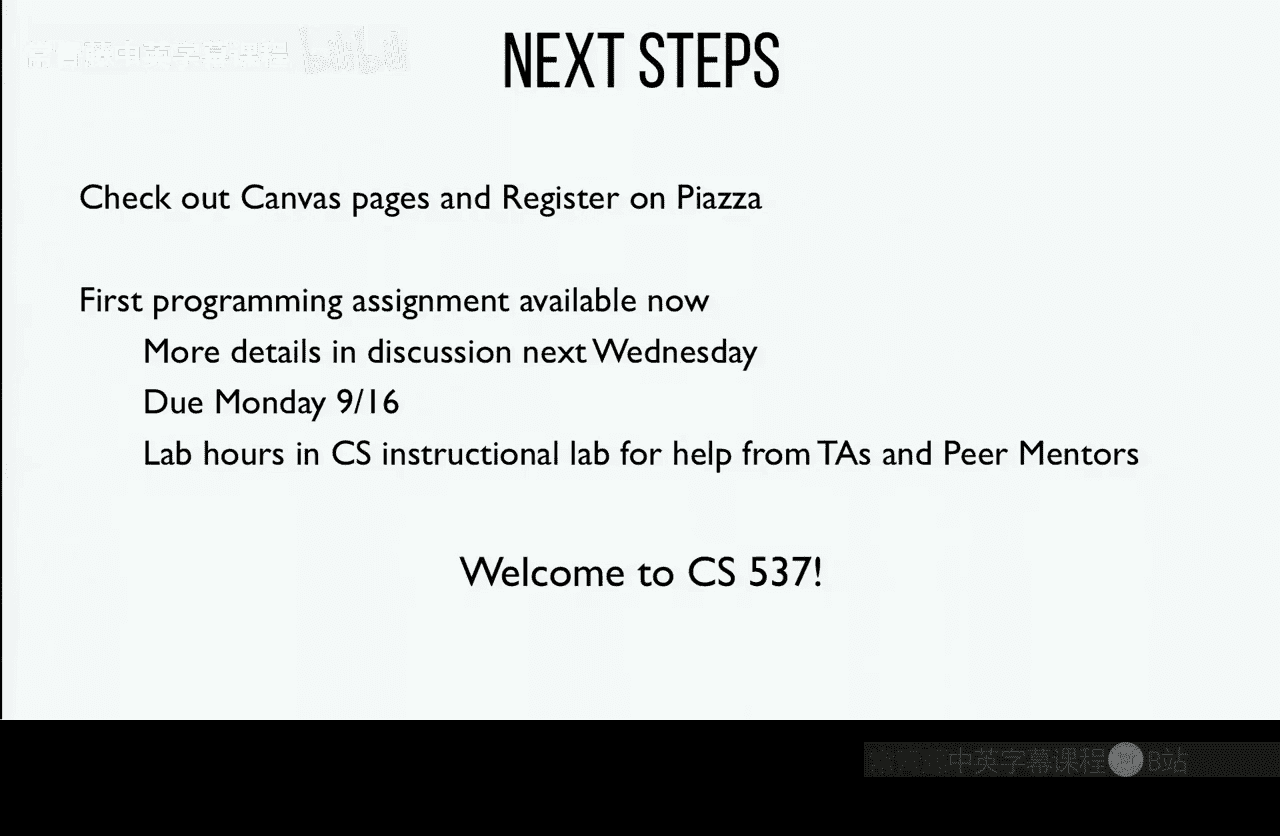 NEXT STEPS
Check out Canvas pages and Register on Piazza
First programming assignment available now
More details in discussion next Wednesday
Due Monday 9/16
Lab hours in CS instructional lab for help from TAs and Peer Mentors
Welcome to CS 537!
中英字幕课程
B站